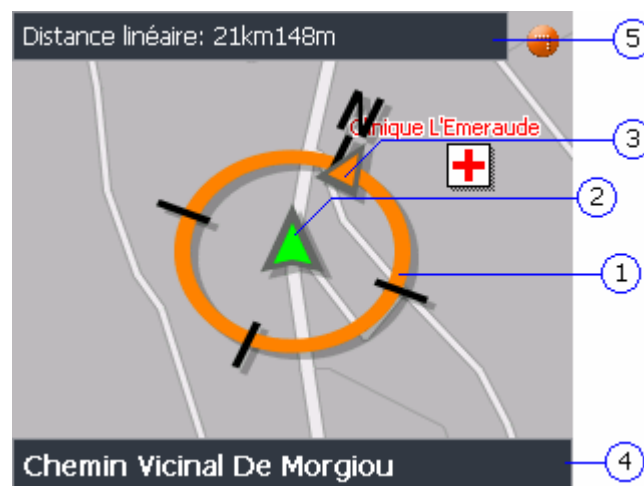 Distance linéaire: 21km148m
5
N
Clinique L'Emeraude
3
2
1
Chemin Vicinal De Morgiou
4